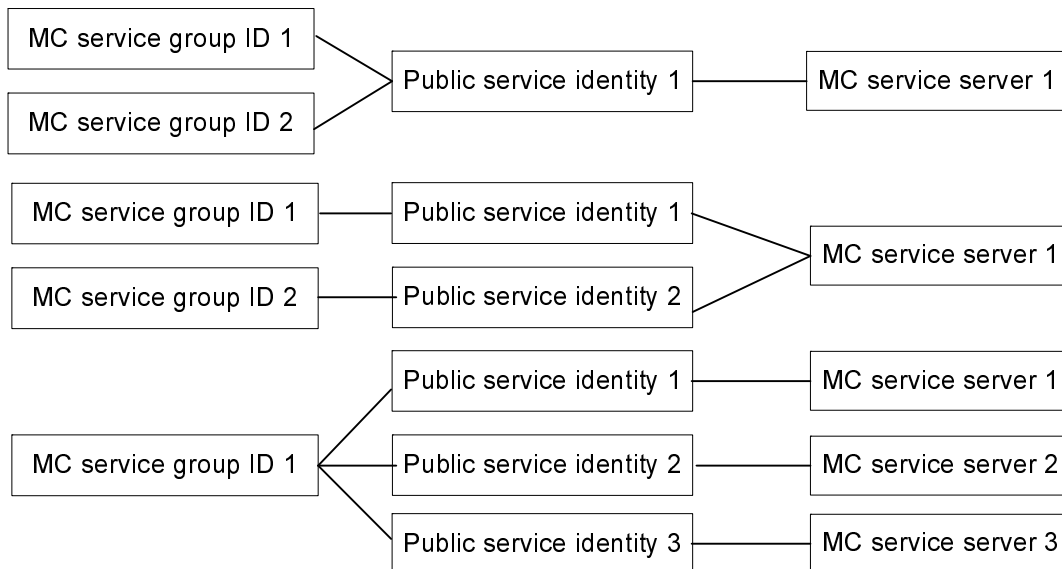 MC service group ID 1
Public service identity 1
MC service server 1
MC service group ID 2
MC service group ID 1
Public service identity 1
MC service server 1
MC service group ID 2
Public service identity 2
Public service identity 1
MC service server 1
MC service group ID 1
Public service identity 2
MC service server 2
Public service identity 3
MC service server 3